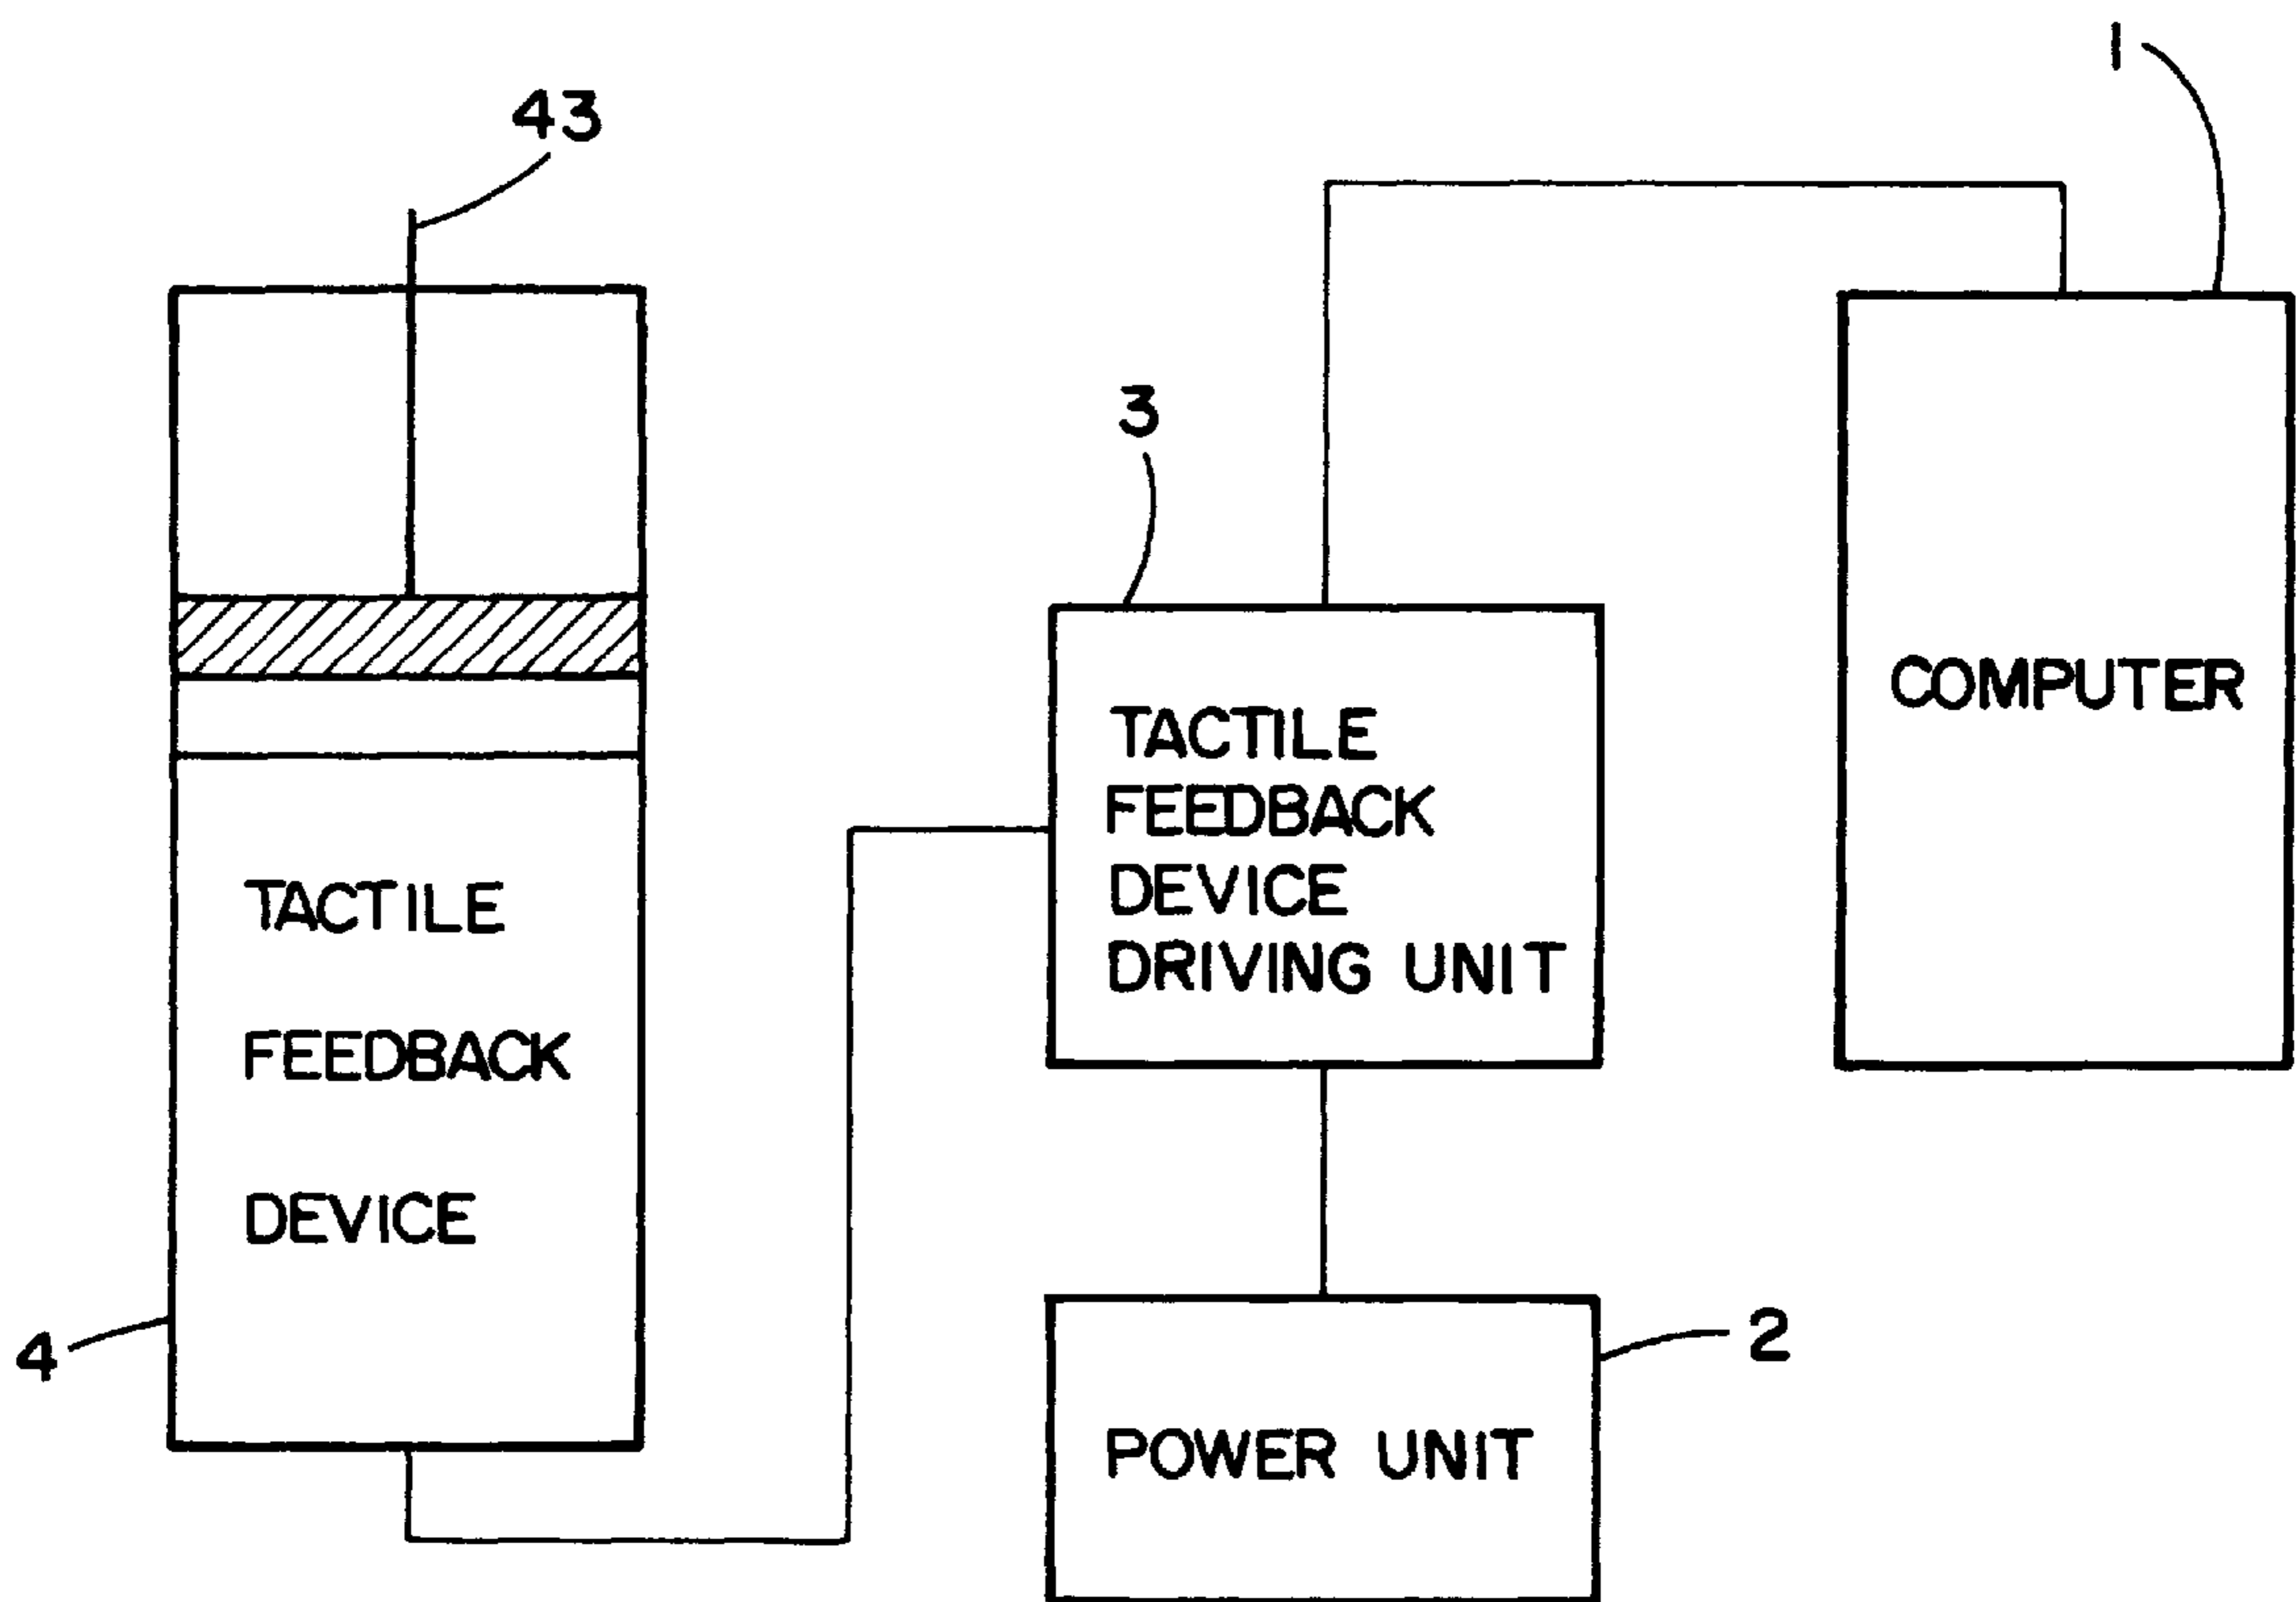 1
43
3
COMPUTER
TACTILE
FEEDBACK
DEVICE
DRIVING UNIT
TACTILE
FEEDBACK
DEVICE
4
2
POWER UNIT